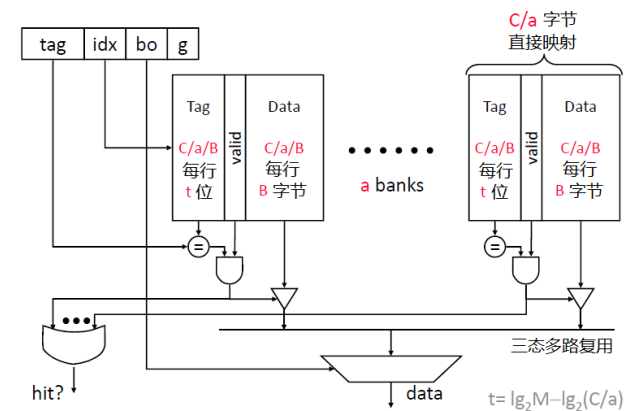 C/a 字节
直接映射
tag idx bo g
Tag valid Data
C/a/B
每行
t 位
C/a/B
每行
B 字节
••••••
a banks
Tag valid Data
C/a/B
每行
t 位
C/a/B
每行
B 字节
= =
•••
三态多路复用
hit? data
t= lg₂M–lg₂(C/a)